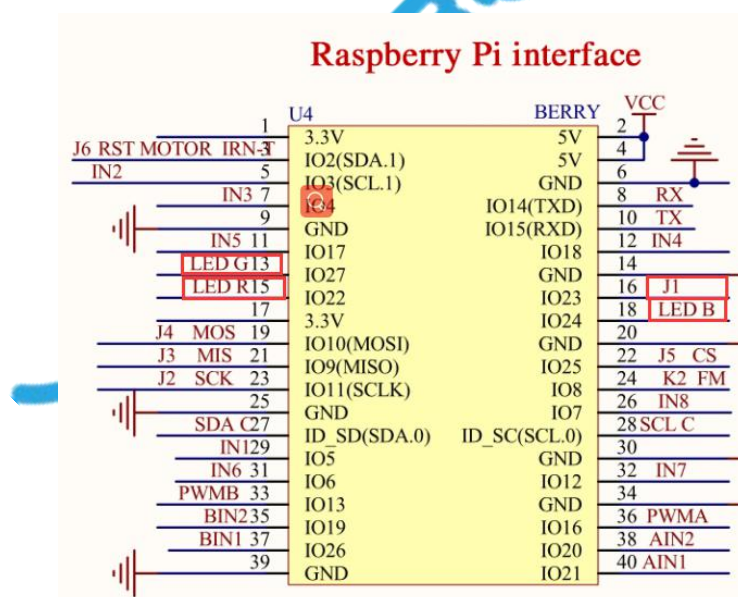 Raspberry Pi interface
U4 BERRY VCC
1 3.3V 5V 2
J6 RST MOTOR IRN-T 3 IO2(SDA.1) 5V 4
IN2 5 IO3(SCL.1) GND 6
IN3 7 IO4 IO14(TXD) 8 RX
9 GND IO15(RXD) 10 TX
IN5 11 IO17 IO18 12 IN4
LED G13 IO27 GND 14
LED R15 IO22 IO23 16 J1
17 3.3V IO24 18 LED B
J4 MOS 19 IO10(MOSI) GND 20
J3 MIS 21 IO9(MISO) IO25 22 J5 CS
J2 SCK 23 IO11(SCLK) IO8 24 K2 FM
25 GND IO7 26 IN8
SDA C27 ID_SD(SDA.0) ID_SC(SCL.0) 28 SCL C
IN129 IO5 GND 30
IN6 31 IO6 IO12 32 IN7
PWMB 33 IO13 GND 34
BIN235 IO19 IO16 36 PWMA
BIN1 37 IO26 IO20 38 AIN2
39 GND IO21 40 AIN1